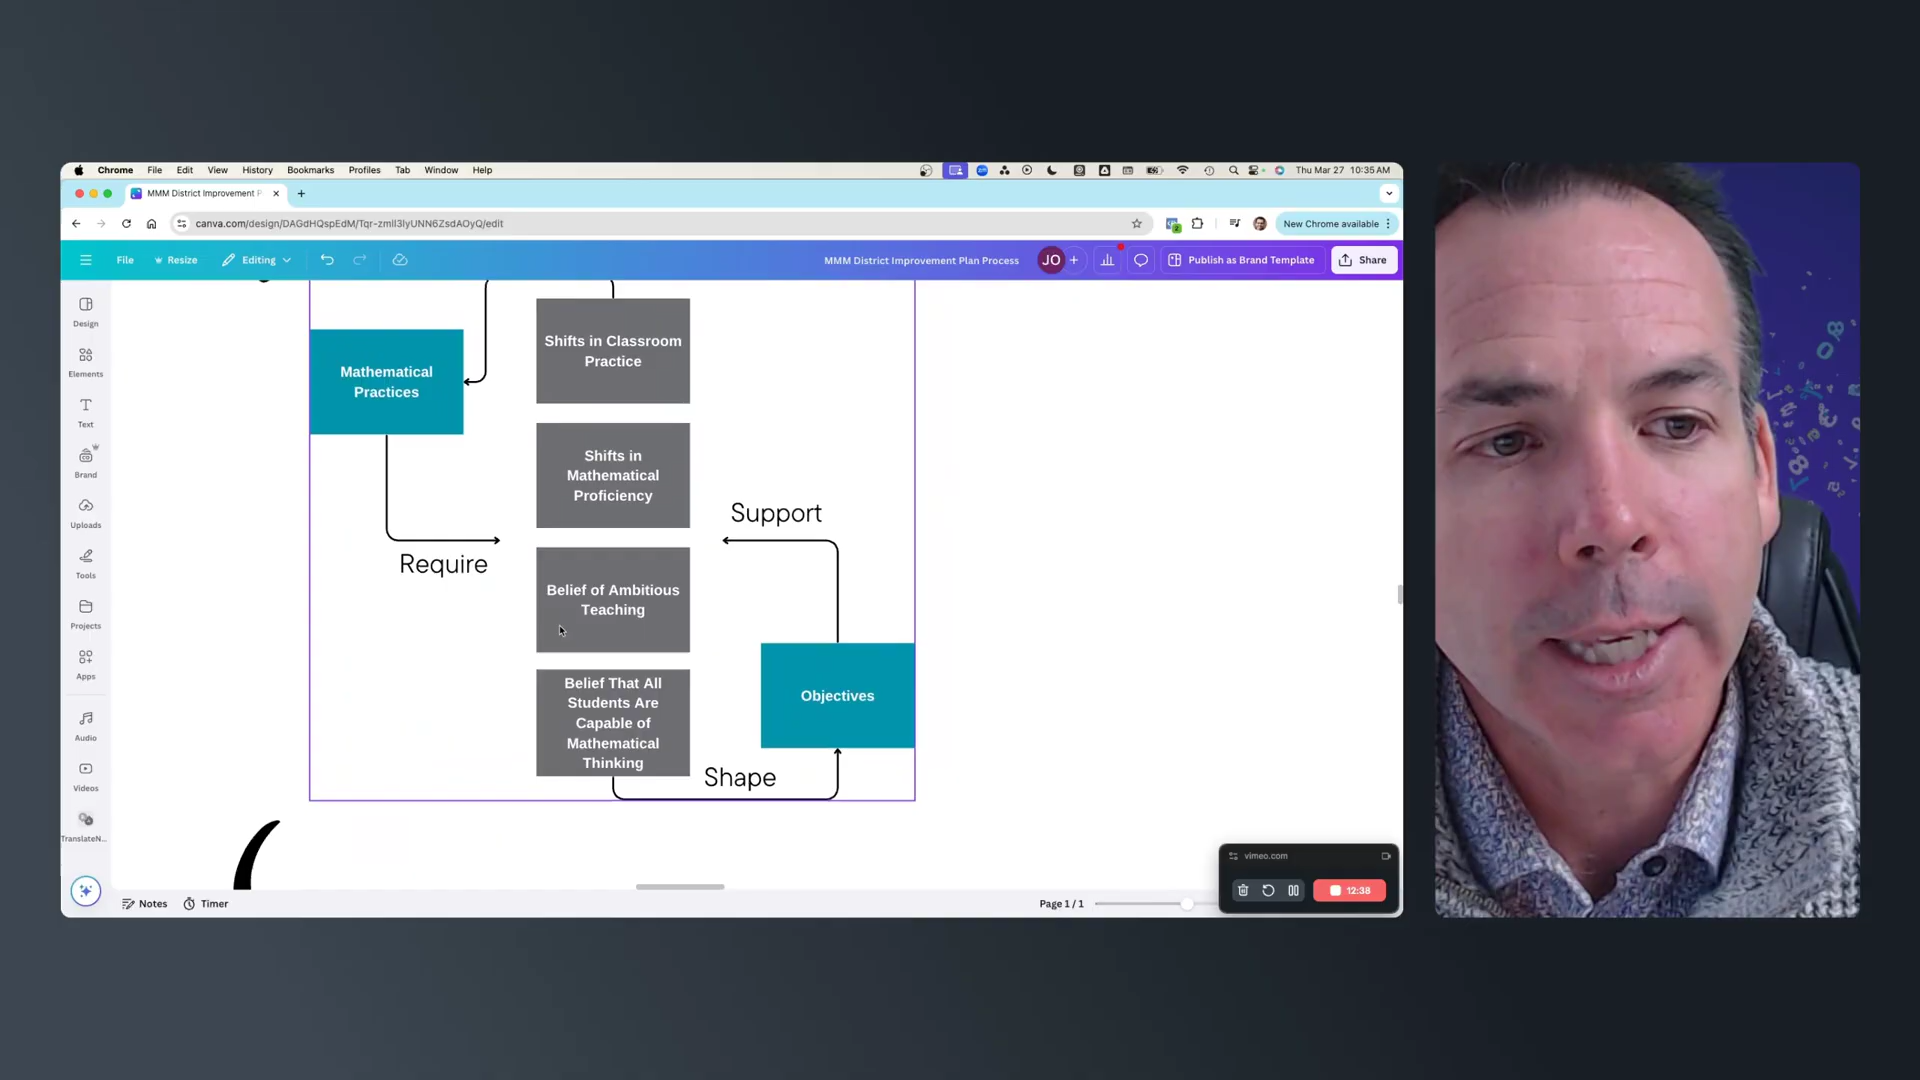 Chrome File Edit View History Bookmarks Profiles Tab Window Help
Thu Mar 27 10:35 AM
MMM District Improvement P
canva.com/design/DAGdHQspEdM/Tqr-zmlI3lyUNN6ZsdAOyQ/edit
New Chrome available
File Resize Editing
MMM District Improvement Plan Process
JO
Publish as Brand Template
Share
Design
Elements
Text
Brand
Uploads
Tools
Projects
Apps
Audio
Videos
TranslateN...
Shifts in Classroom
Practice
Mathematical
Practices
Shifts in
Mathematical
Proficiency
Support
Require
Belief of Ambitious
Teaching
Objectives
Belief That All
Students Are
Capable of
Mathematical
Thinking
Shape
vimeo.com
12:38
Notes Timer
Page 1 / 1